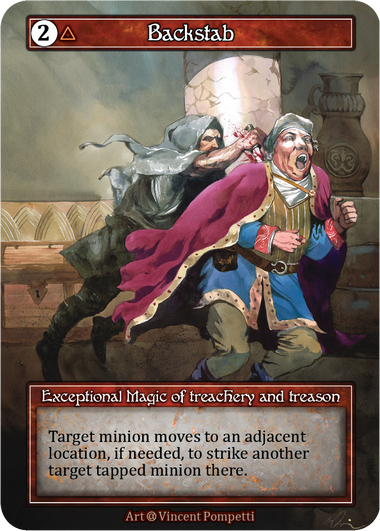 2
Backstab
Exceptional Magic of treachery and treason
Target minion moves to an adjacent
location, if needed, to strike another
target tapped minion there.
Art @ Vincent Pompetti